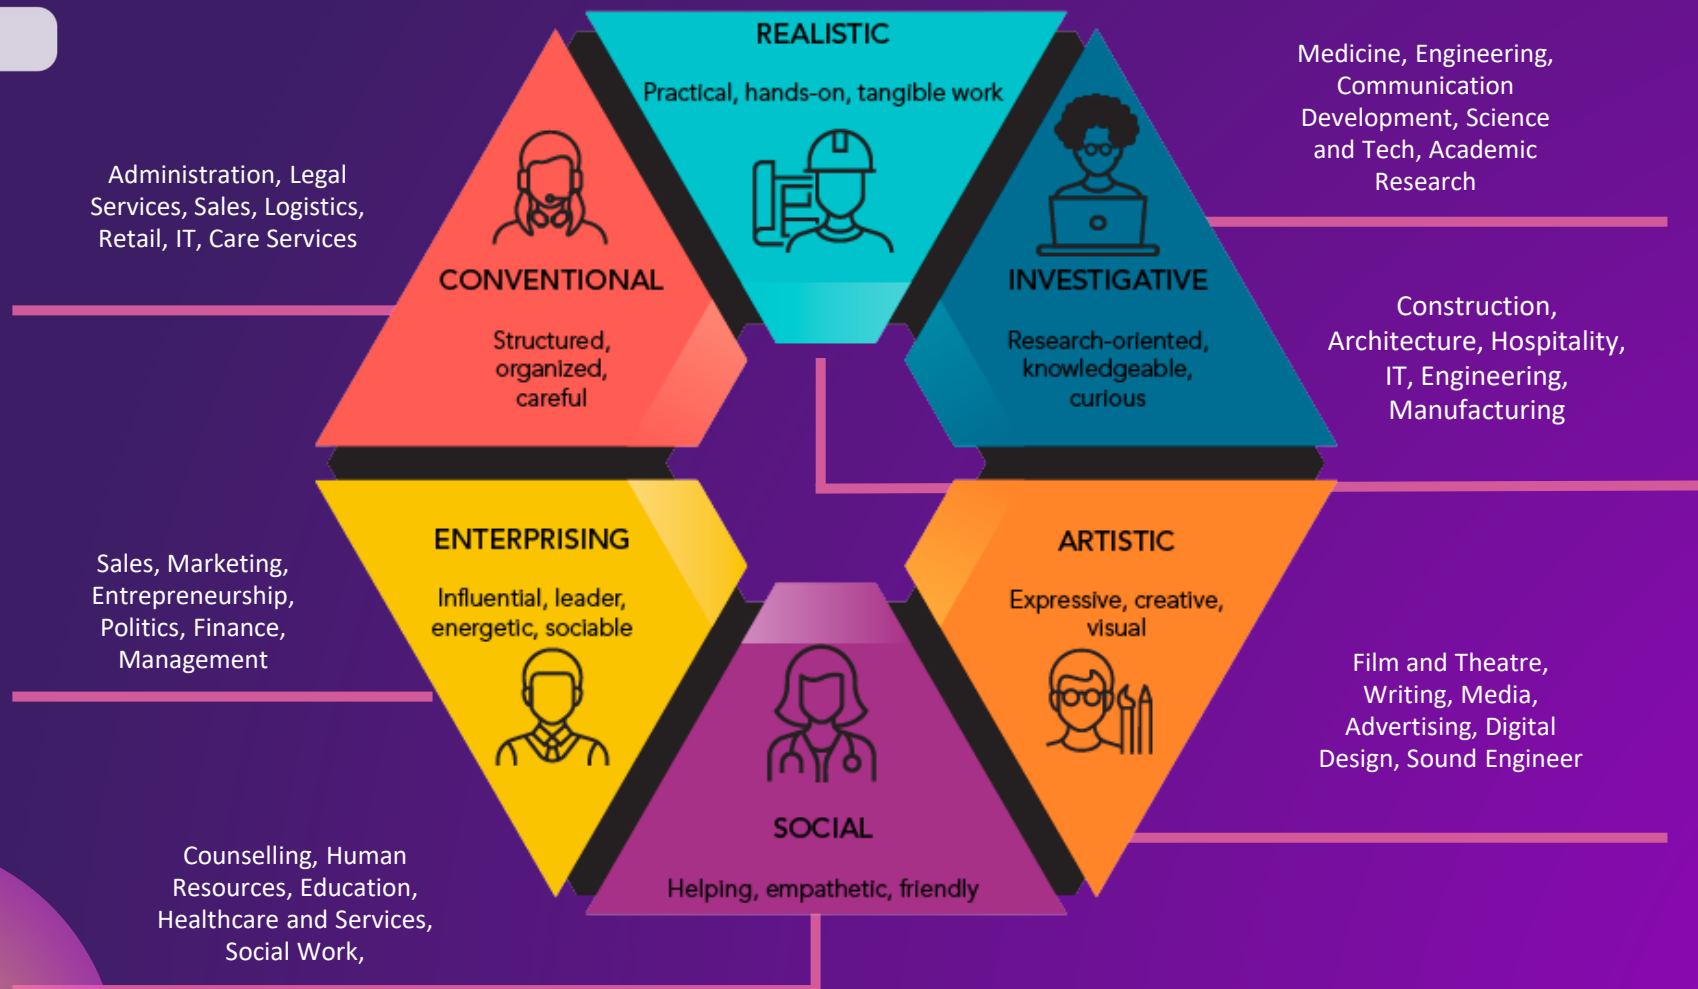 REALISTIC
Practical, hands-on, tangible work
Medicine, Engineering,
Communication
Development, Science
and Tech, Academic
Research
Administration, Legal
Services, Sales, Logistics,
Retail, IT, Care Services
CONVENTIONAL
Structured,
organized,
careful
INVESTIGATIVE
Research-oriented,
knowledgeable,
curious
Construction,
Architecture, Hospitality,
IT, Engineering,
Manufacturing
Sales, Marketing,
Entrepreneurship,
Politics, Finance,
Management
ENTERPRISING
Influential, leader,
energetic, sociable
ARTISTIC
Expressive, creative,
visual
Film and Theatre,
Writing, Media,
Advertising, Digital
Design, Sound Engineer
SOCIAL
Helping, empathetic, friendly
Counselling, Human
Resources, Education,
Healthcare and Services,
Social Work,